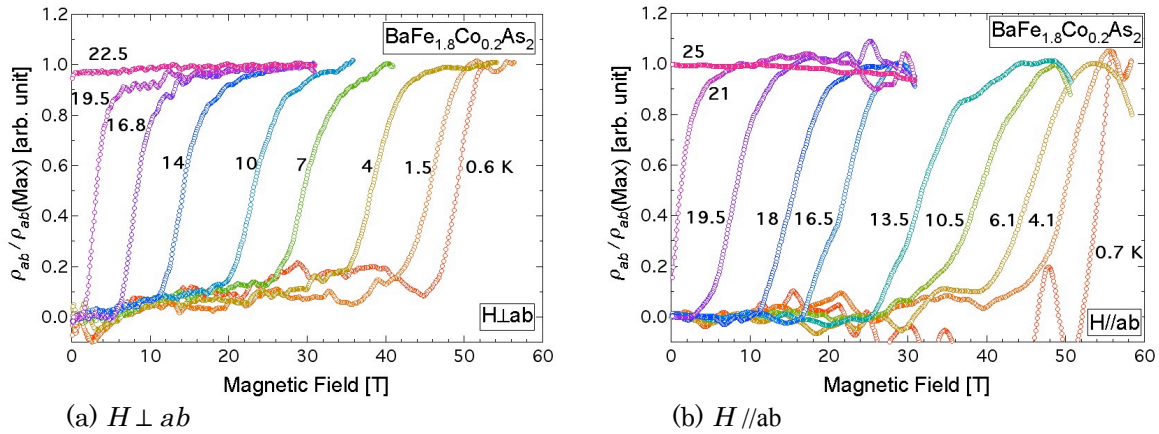 BaFe1.8Co0.2As2
ρab / ρab(Max) [arb. unit]
1.2
1.0
0.8
0.6
0.4
0.2
0.0
22.5
19.5
16.8
14
10
7
4
1.5
0.6 K
H⊥ab
0 10 20 30 40 50 60
Magnetic Field [T]
(a) H ⊥ ab
BaFe1.8Co0.2As2
ρab / ρab(Max) [arb. unit]
1.2
1.0
0.8
0.6
0.4
0.2
0.0
25
21
19.5
18
16.5
13.5
10.5
6.1
4.1
0.7 K
H//ab
0 10 20 30 40 50 60
Magnetic Field [T]
(b) H //ab